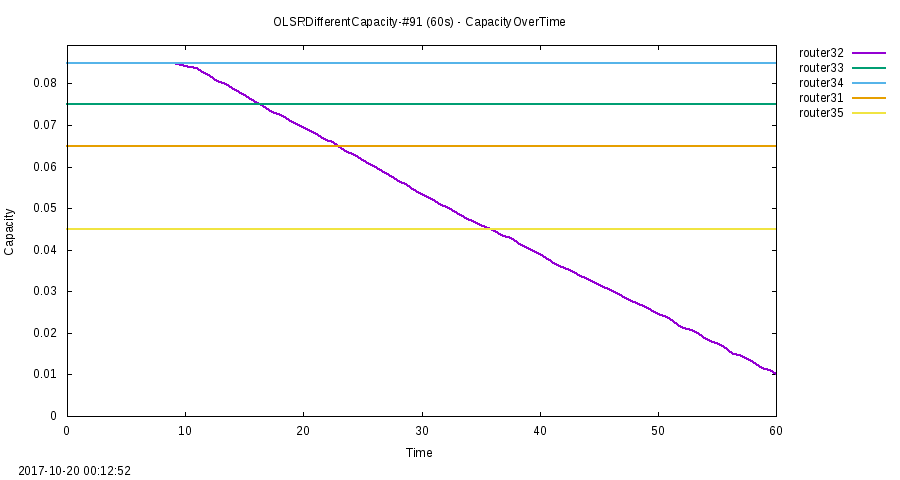 OLSRDifferentCapacity-#91 (60s) - CapacityOverTime
router32
router33
router34
router31
router35
0.08
0.07
0.06
0.05
0.04
0.03
0.02
0.01
0
Capacity
0 10 20 30 40 50 60
Time
2017-10-20 00:12:52